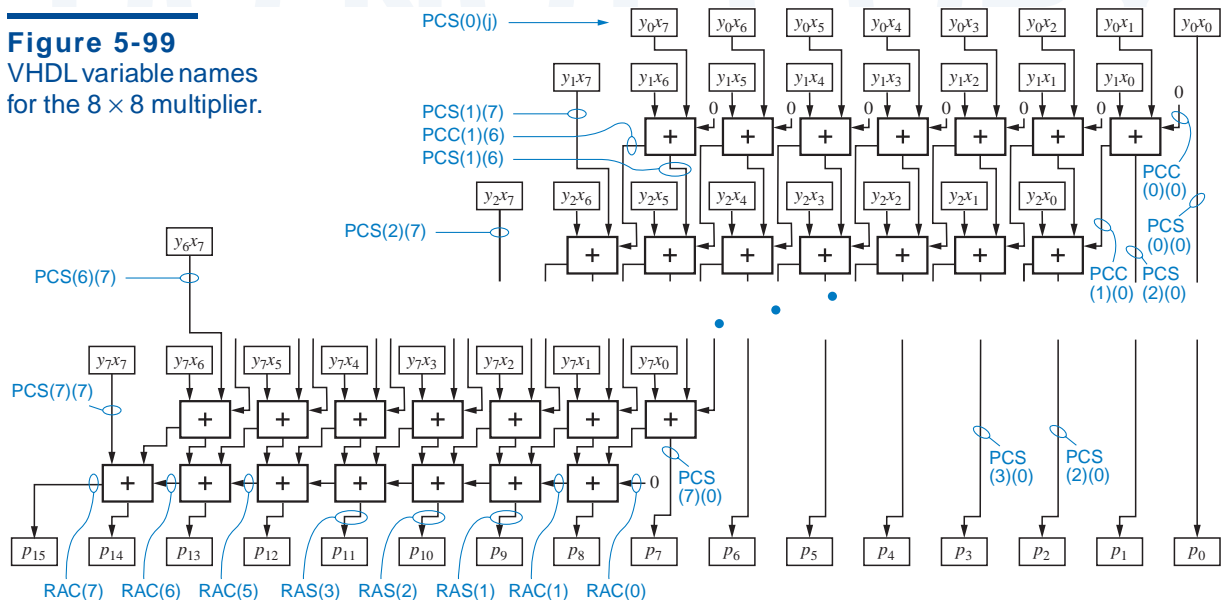 Figure 5-99
VHDL variable names
for the 8 × 8 multiplier.
PCS(0)(j)
y0x7 y0x6 y0x5 y0x4 y0x3 y0x2 y0x1 y0x0
y1x7 y1x6 y1x5 y1x4 y1x3 y1x2 y1x1 y1x0
0 0 0 0 0 0 0
PCS(1)(7)
PCC(1)(6)
PCS(1)(6)
+ + + + + + +
PCC
(0)(0)
y2x7 y2x6 y2x5 y2x4 y2x3 y2x2 y2x1 y2x0
PCS(2)(7)
PCS
(0)(0)
+ + + + + + +
PCC
(1)(0)
PCS
(2)(0)
y6x7
PCS(6)(7)
y7x7 y7x6 y7x5 y7x4 y7x3 y7x2 y7x1 y7x0
PCS(7)(7)
+ + + + + + +
PCS
(7)(0)
PCS
(3)(0)
PCS
(2)(0)
+ + + + + + + 0
p15 p14 p13 p12 p11 p10 p9 p8 p7 p6 p5 p4 p3 p2 p1 p0
RAC(7) RAC(6) RAC(5) RAS(3) RAS(2) RAS(1) RAC(1) RAC(0)